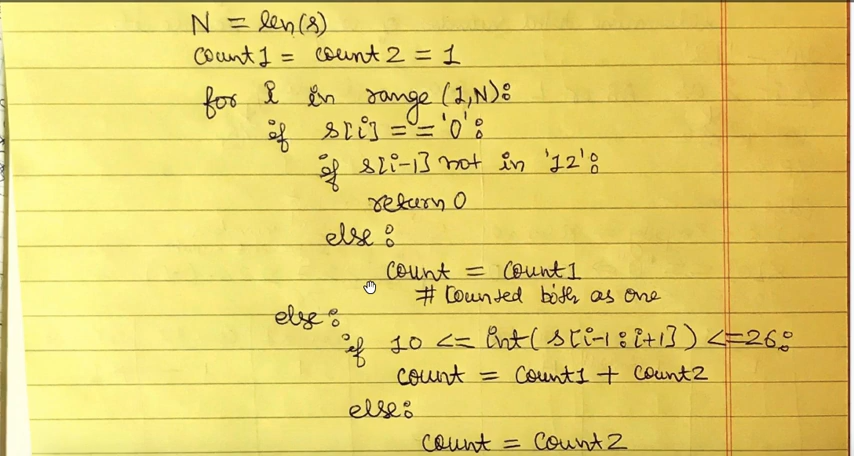 N = len(s)
count1 = count2 = 1
for i in range(1,N):
if s[i] == '0':
if s[i-1] not in '12':
return 0
else:
count = count1
# Counted both as one
else:
if 10 <= int(s[i-1:i+1]) <=26:
count = count1 + count2
else:
count = count2